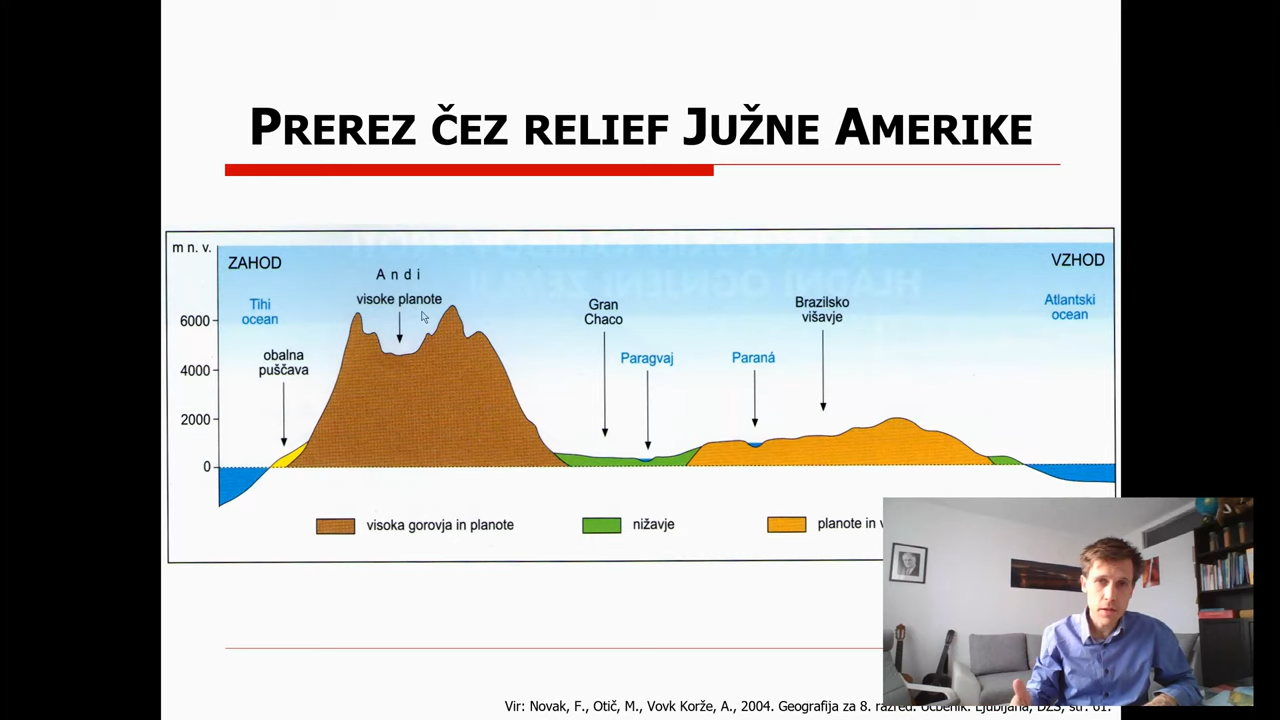 PREREZ ČEZ RELIEF JUŽNE AMERIKE
m n. v.
ZAHOD
VZHOD
Andi
visoke planote
Tihi
ocean
Gran
Chaco
Brazilsko
višavje
Atlantski
ocean
6000
obalna
puščava
Paragvaj
Paraná
4000
2000
0
visoka gorovja in planote
nižavje
planote in
Vir: Novak, F., Otič, M., Vovk Korže, A., 2004. Geografija za 8. razred. Učbenik. Ljubljana, DZS, str. 61.